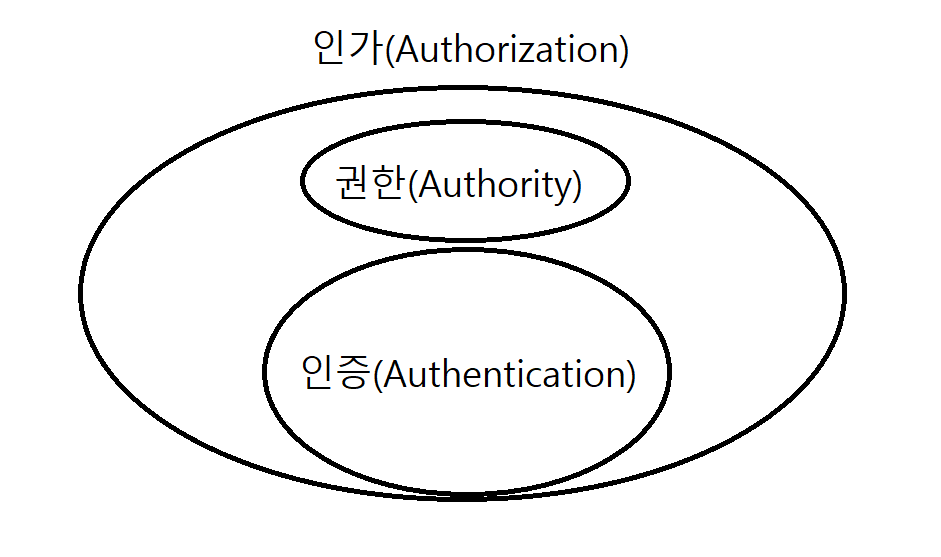 인가(Authorization)
권한(Authority)
인증(Authentication)